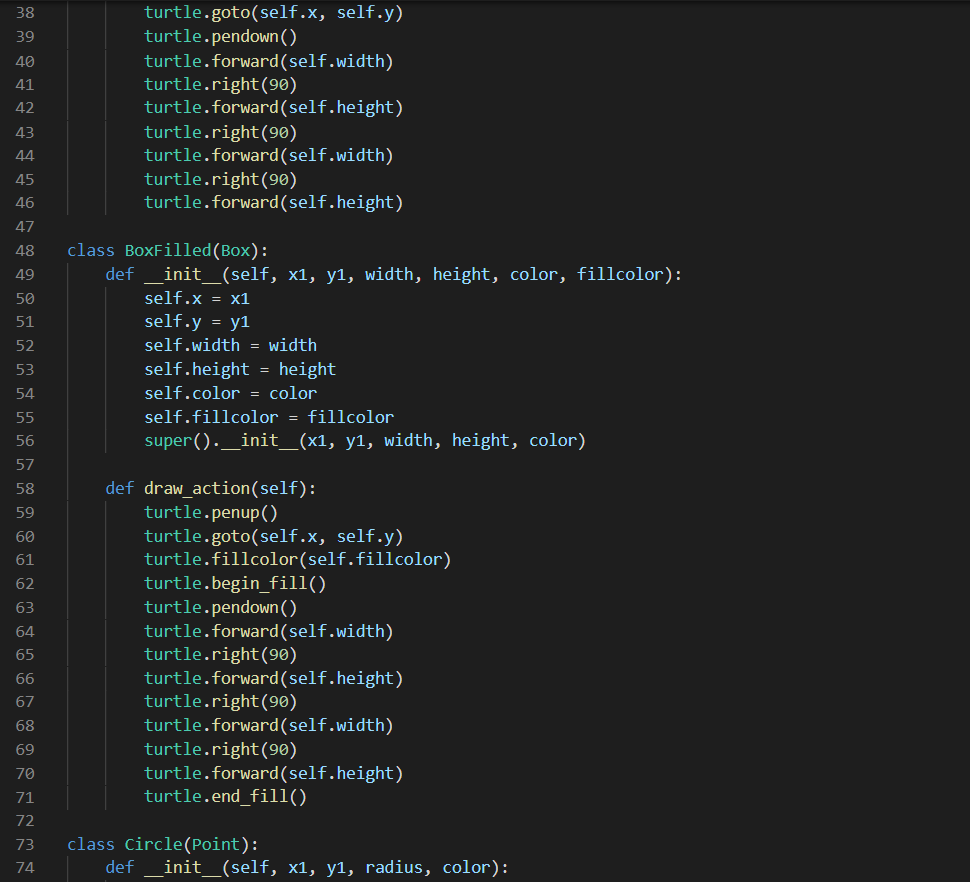 38 turtle.goto(self.x, self.y)
39 turtle.pendown()
40 turtle.forward(self.width)
41 turtle.right(90)
42 turtle.forward(self.height)
43 turtle.right(90)
44 turtle.forward(self.width)
45 turtle.right(90)
46 turtle.forward(self.height)
47
48 class BoxFilled(Box):
49 def __init__(self, x1, y1, width, height, color, fillcolor):
50 self.x = x1
51 self.y = y1
52 self.width = width
53 self.height = height
54 self.color = color
55 self.fillcolor = fillcolor
56 super().__init__(x1, y1, width, height, color)
57
58 def draw_action(self):
59 turtle.penup()
60 turtle.goto(self.x, self.y)
61 turtle.fillcolor(self.fillcolor)
62 turtle.begin_fill()
63 turtle.pendown()
64 turtle.forward(self.width)
65 turtle.right(90)
66 turtle.forward(self.height)
67 turtle.right(90)
68 turtle.forward(self.width)
69 turtle.right(90)
70 turtle.forward(self.height)
71 turtle.end_fill()
72
73 class Circle(Point):
74 def __init__(self, x1, y1, radius, color):